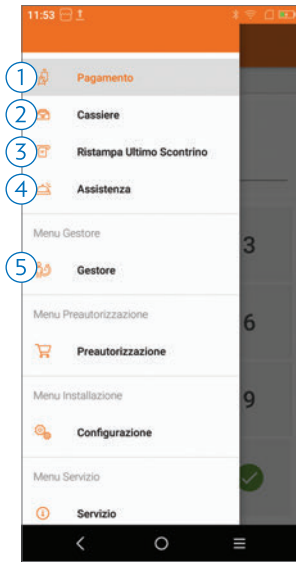 11:53
1 Pagamento
2 Cassiere
3 Ristampa Ultimo Scontrino
4 Assistenza
Menu Gestore
3
5 Gestore
Menu Preautorizzazione
6
Preautorizzazione
Menu Installazione
9
Configurazione
Menu Servizio
Servizio